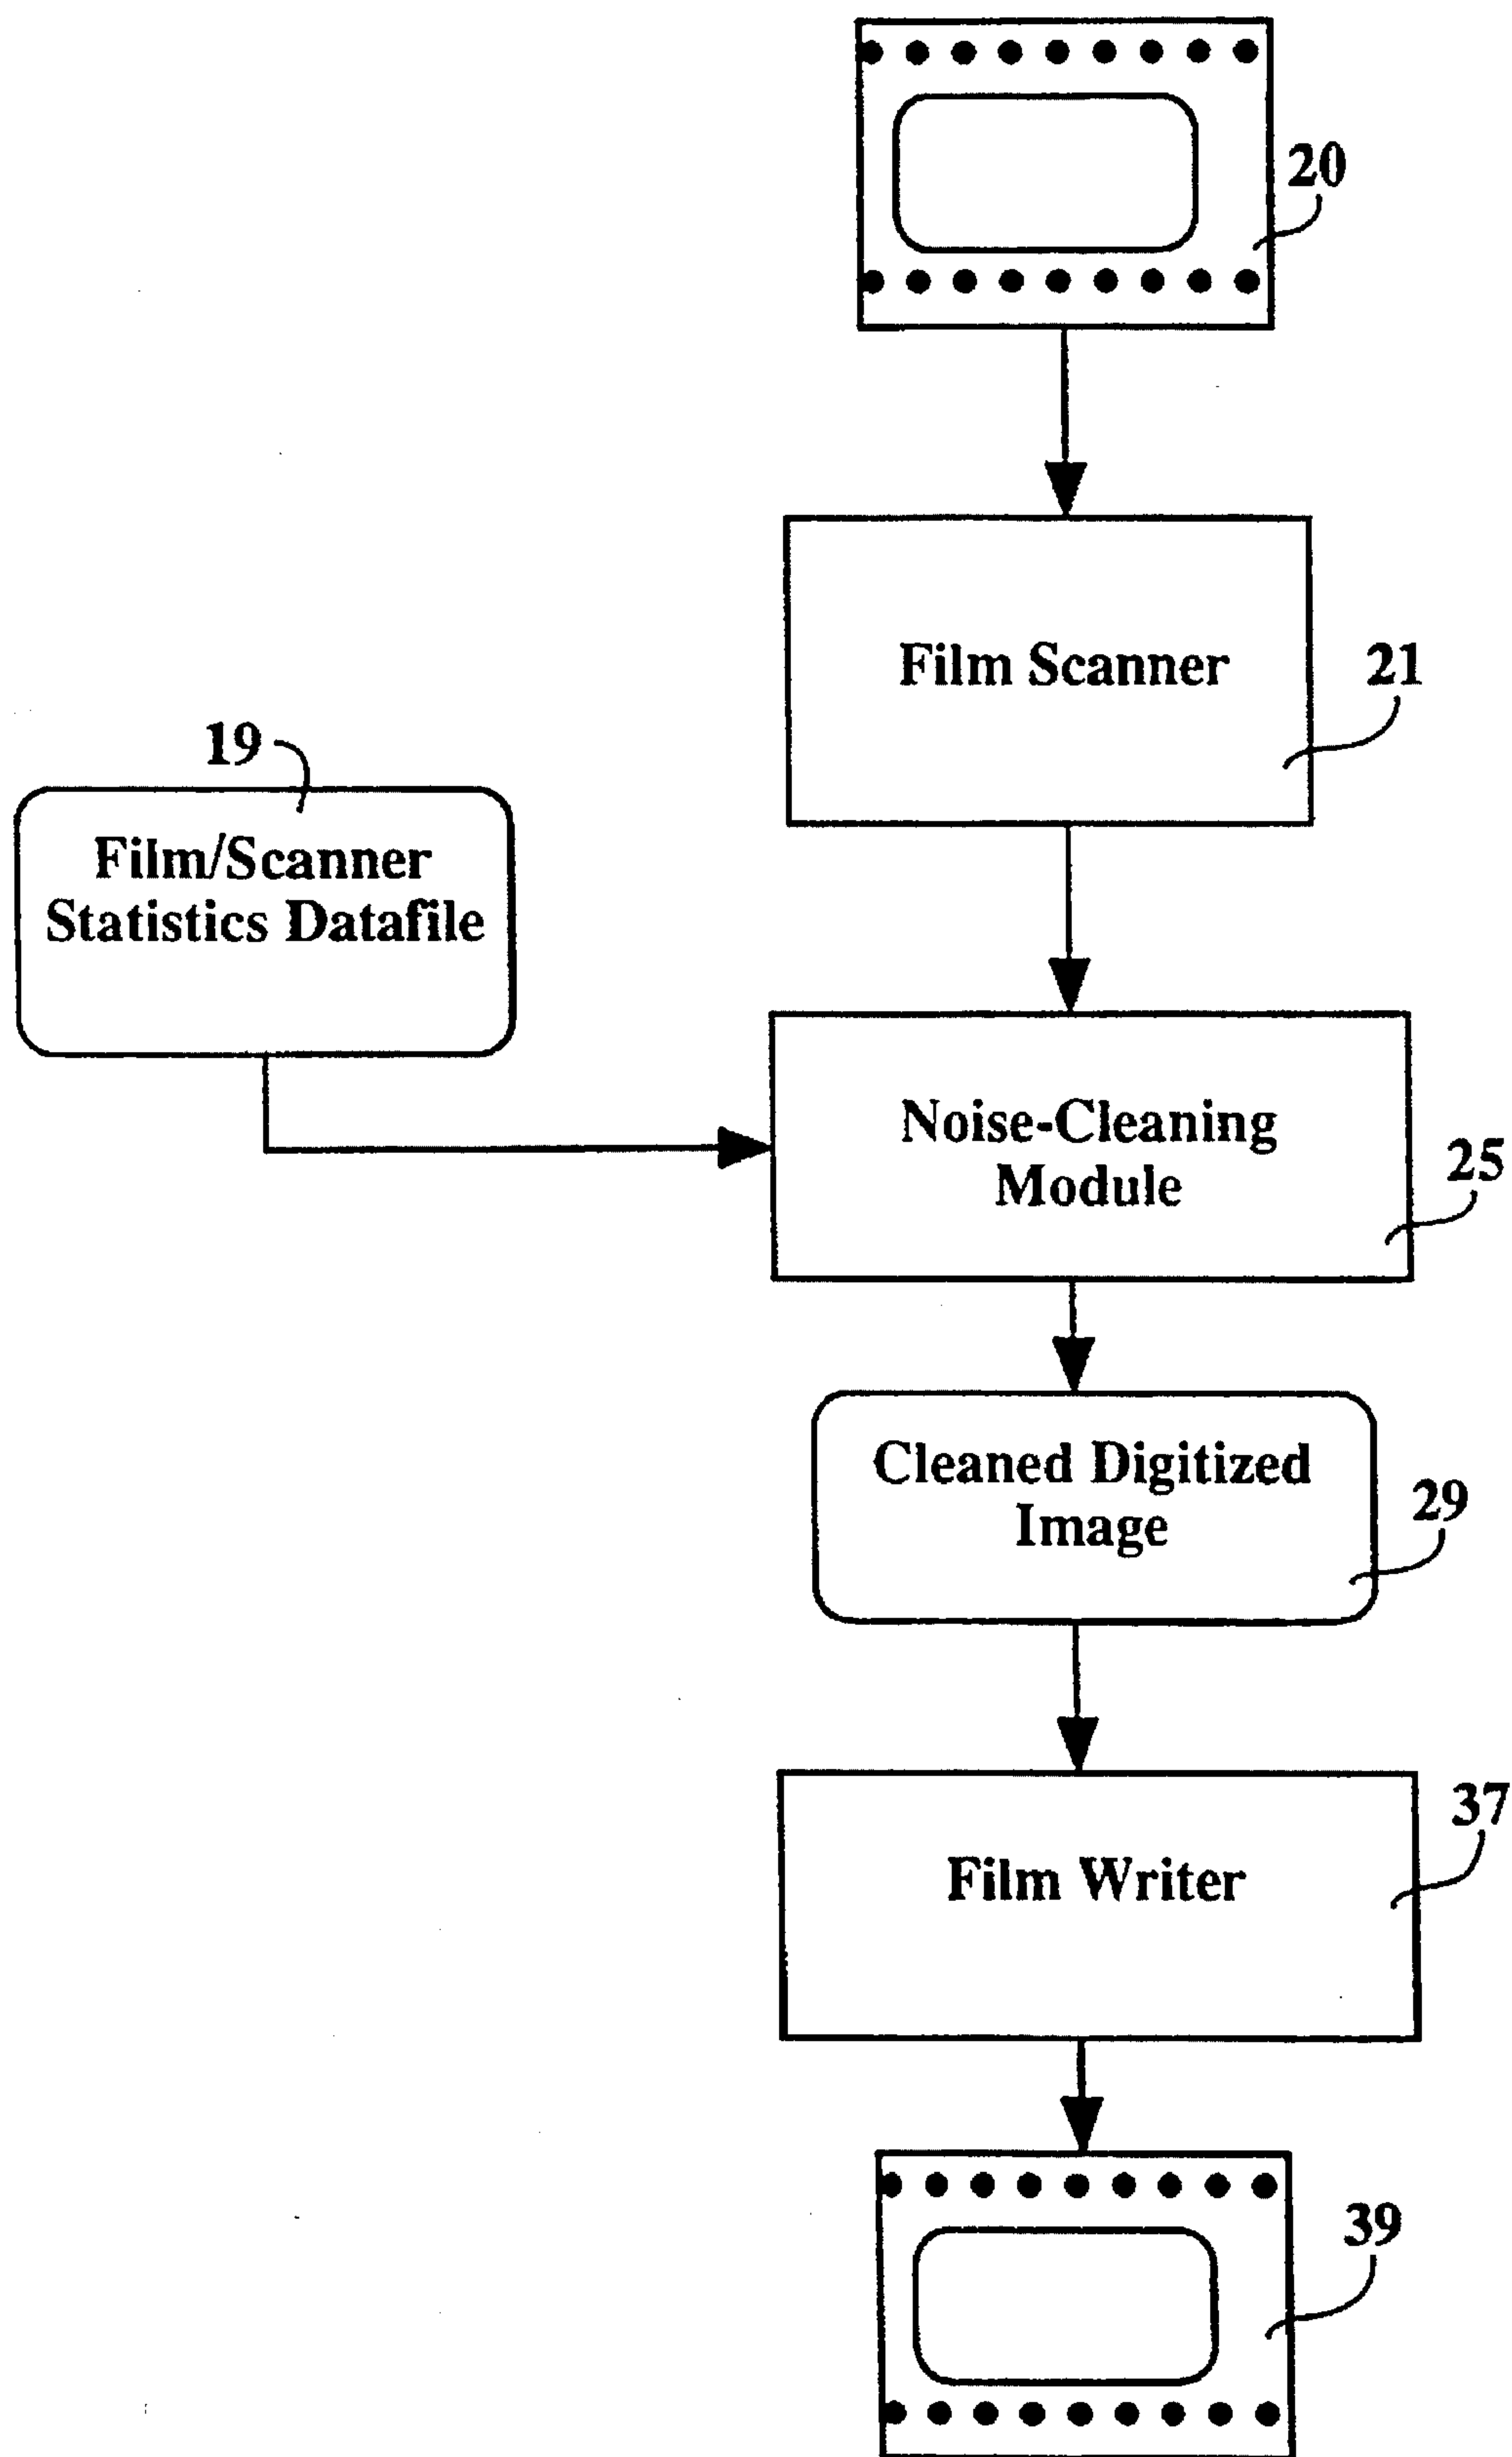 20
Film Scanner
21
19
Film/Scanner
Statistics Datafile
Noise-Cleaning
Module
25
Cleaned Digitized
Image
29
Film Writer
37
39